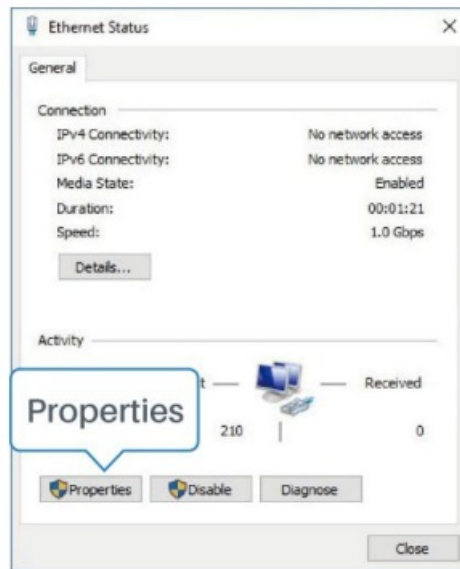 Ethernet Status
General
Connection
IPv4 Connectivity: No network access
IPv6 Connectivity: No network access
Media State: Enabled
Duration: 00:01:21
Speed: 1.0 Gbps
Details...
Activity
Received
Properties
210 0
Properties Disable Diagnose
Close